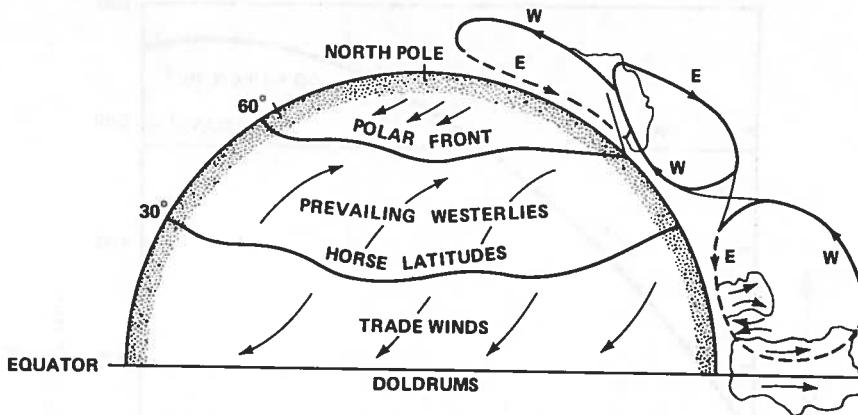 W
NORTH POLE
E
E
60°
POLAR FRONT
W
30°
PREVAILING WESTERLIES
HORSE LATITUDES
E
W
TRADE WINDS
EQUATOR
DOLDRUMS